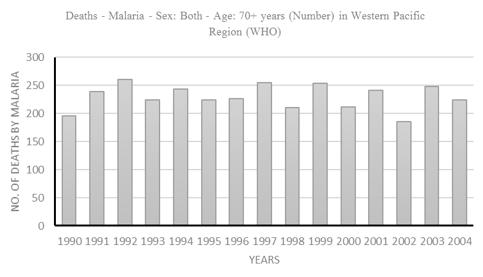 Deaths - Malaria - Sex: Both - Age: 70+ years (Number) in Western Pacific
Region (WHO)
NO. OF DEATHS BY MALARIA
300
250
200
150
100
50
0
1990 1991 1992 1993 1994 1995 1996 1997 1998 1999 2000 2001 2002 2003 2004
YEARS